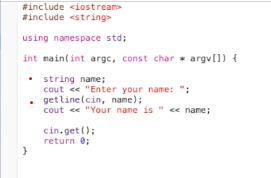 #include <iostream>
#include <string>
using namespace std;
int main(int argc, const char * argv[]) {
string name;
cout << "Enter your name: ";
getline(cin, name);
cout << "Your name is " << name;
cin.get();
return 0;
}